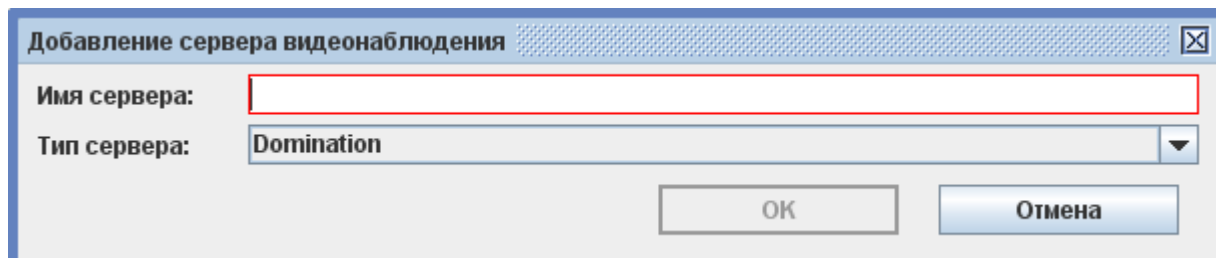 Добавление сервера видеонаблюдения
Имя сервера:
Тип сервера: Domination
OK Отмена